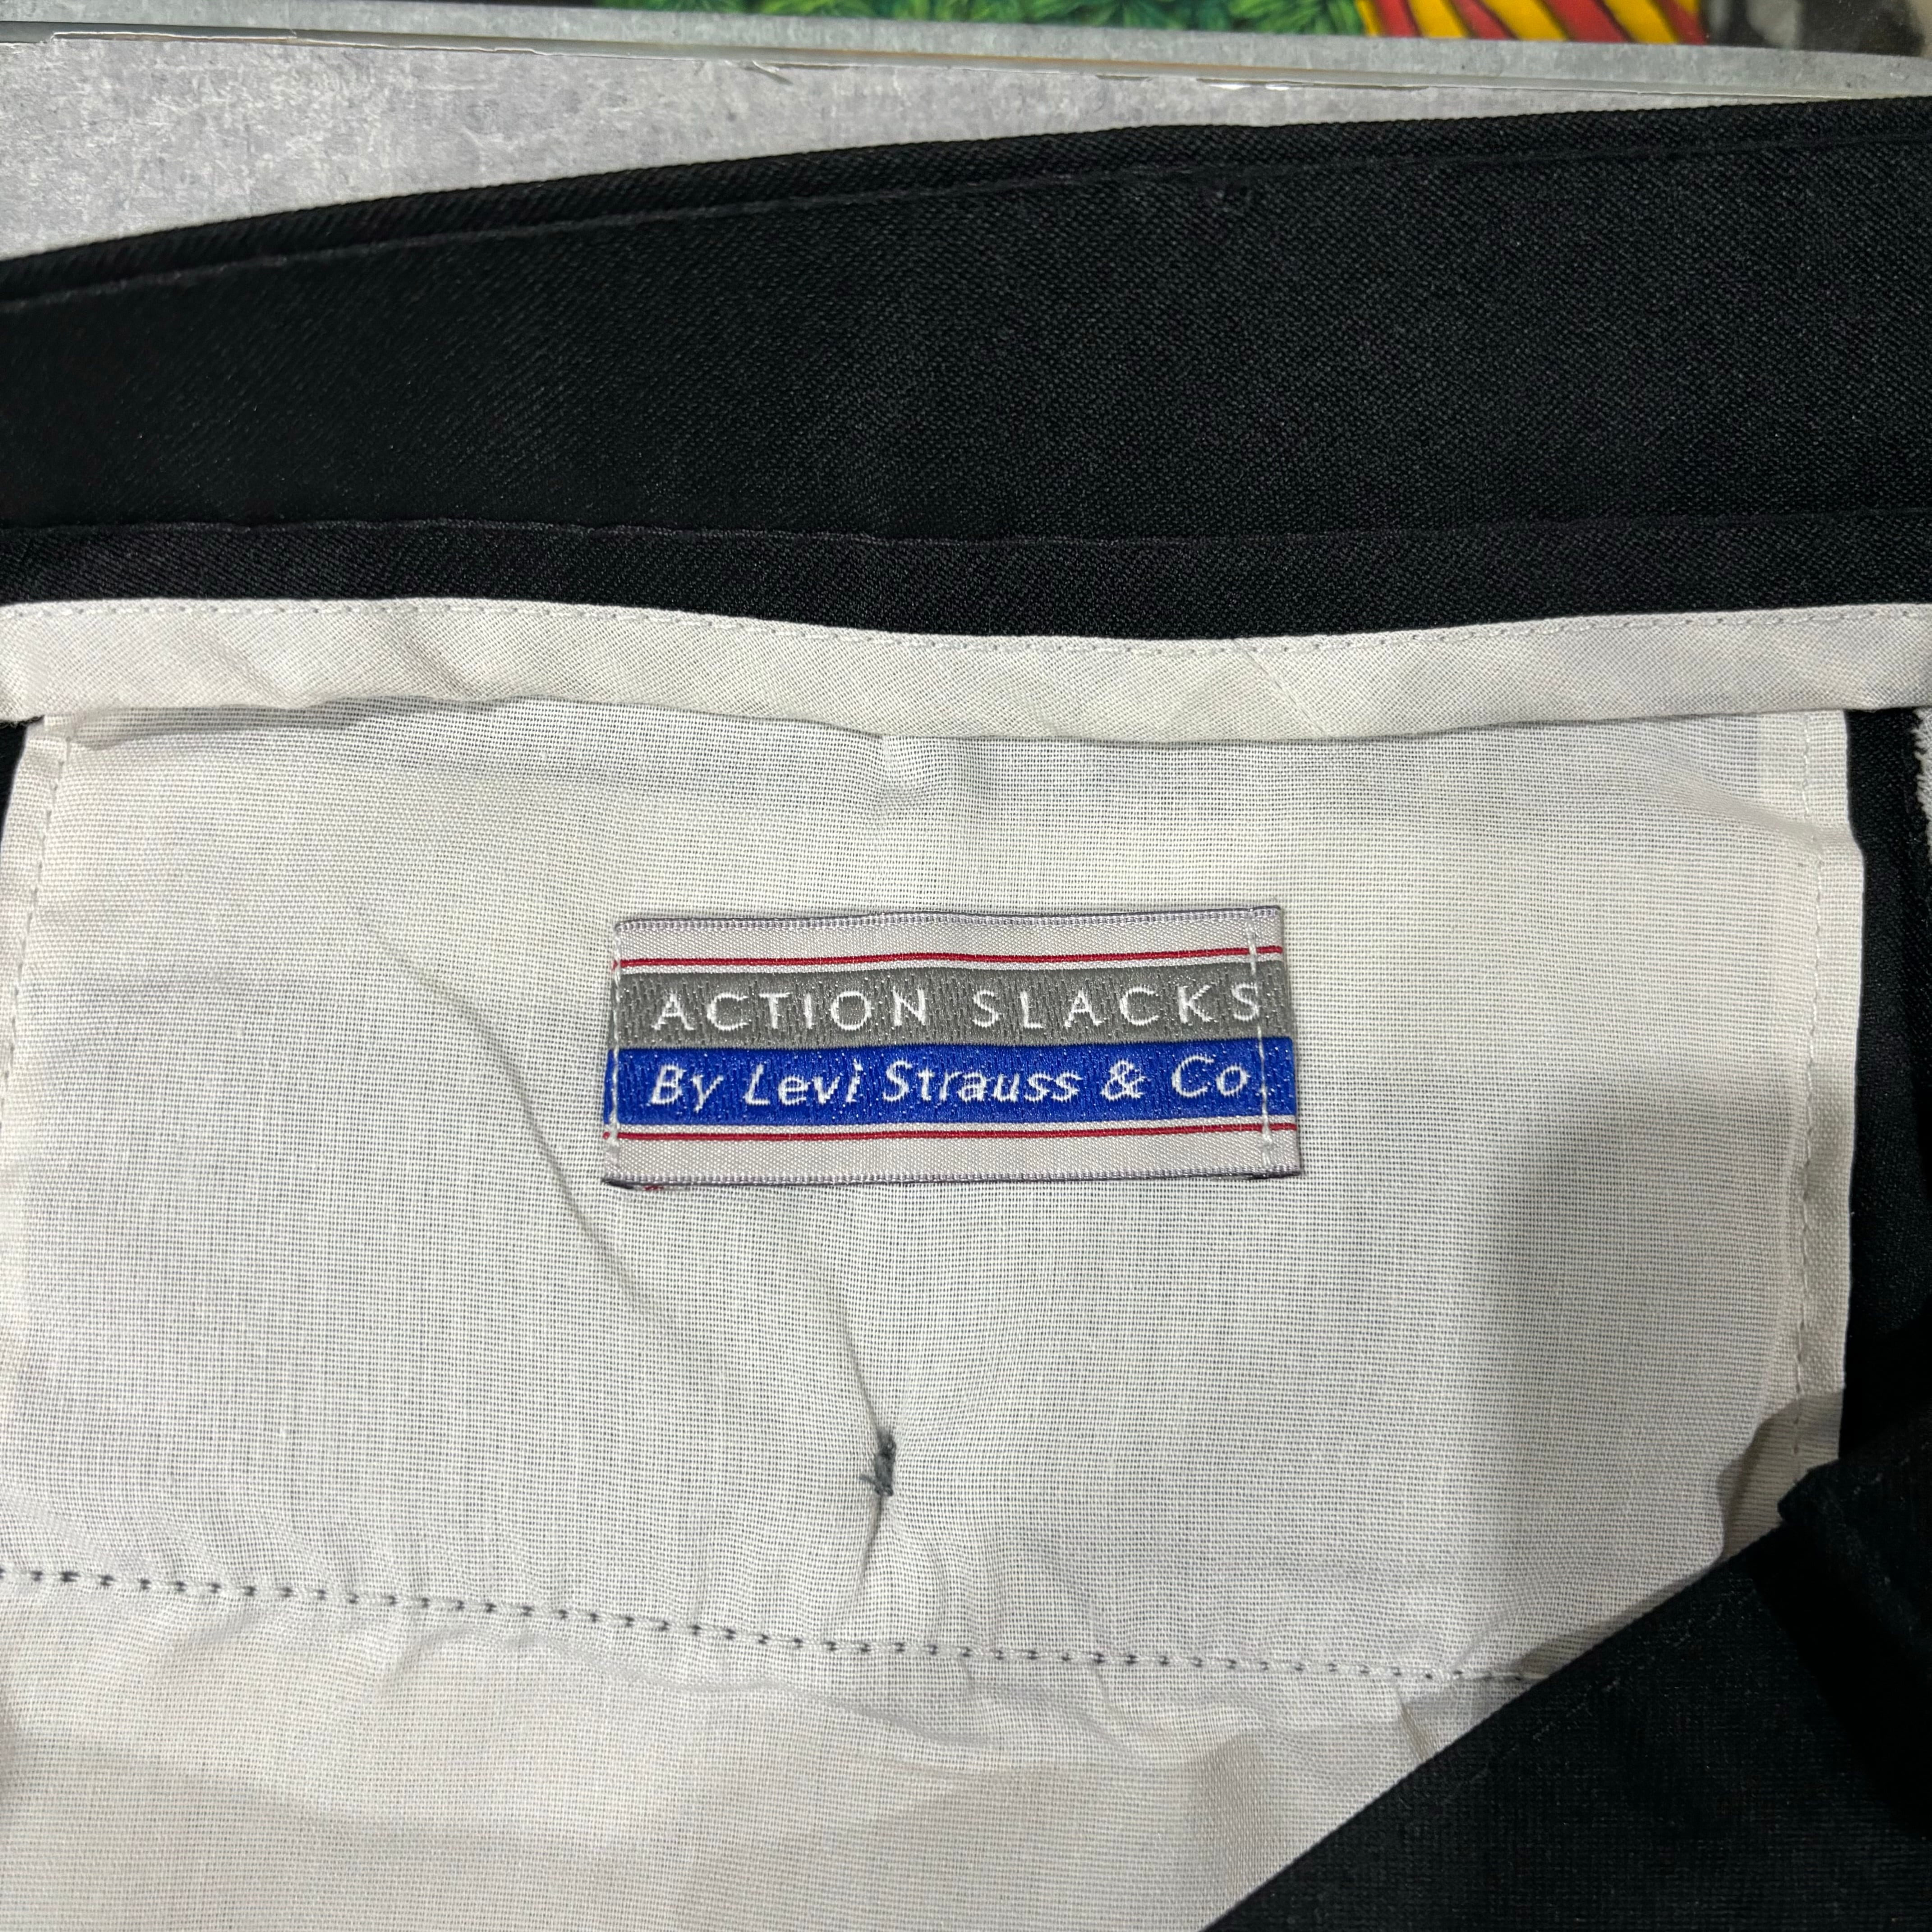 ACTION SLACKS
By Levi Strauss & Co.